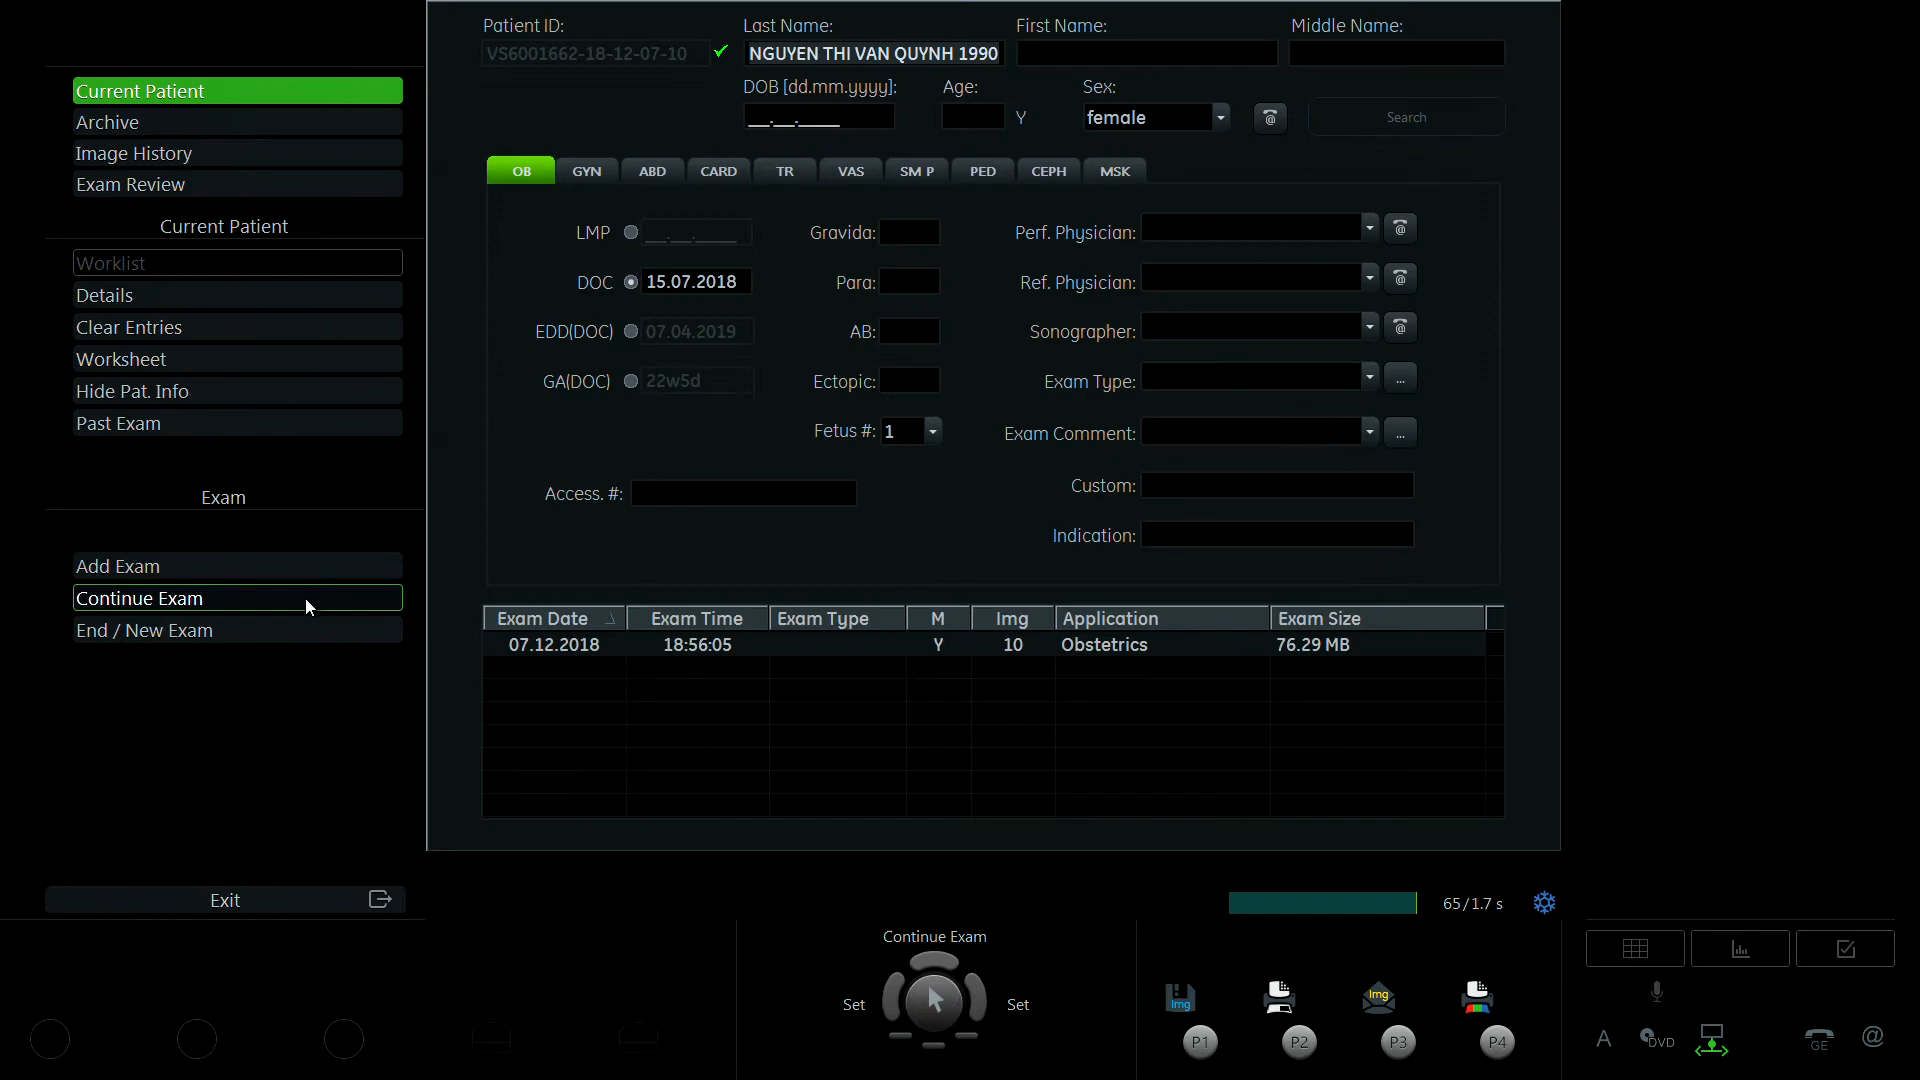 Patient ID: Last Name: First Name: Middle Name:
VS6001662-18-12-07-10 NGUYEN THI VAN QUYNH 1990
DOB [dd.mm.yyyy]: Age: Sex:
__.__.____ Y female Search
OB GYN ABD CARD TR VAS SM P PED CEPH MSK
Current Patient
Archive
Image History
Exam Review
Current Patient
Worklist
Details
Clear Entries
Worksheet
Hide Pat. Info
Past Exam
Exam
Add Exam
Continue Exam
End / New Exam
Exit
LMP __.__.____ Gravida: Perf. Physician:
DOC 15.07.2018 Para: Ref. Physician:
EDD(DOC) 07.04.2019 AB: Sonographer:
GA(DOC) 22w5d Ectopic: Exam Type: ...
Fetus #: 1 Exam Comment: ...
Access. #: Custom:
Indication:
Exam Date Exam Time Exam Type M Img Application Exam Size
07.12.2018 18:56:05 Y 10 Obstetrics 76.29 MB
65/1.7 s
Continue Exam
Set Set
Img Img
P1 P2 P3 P4
A DVD GE @